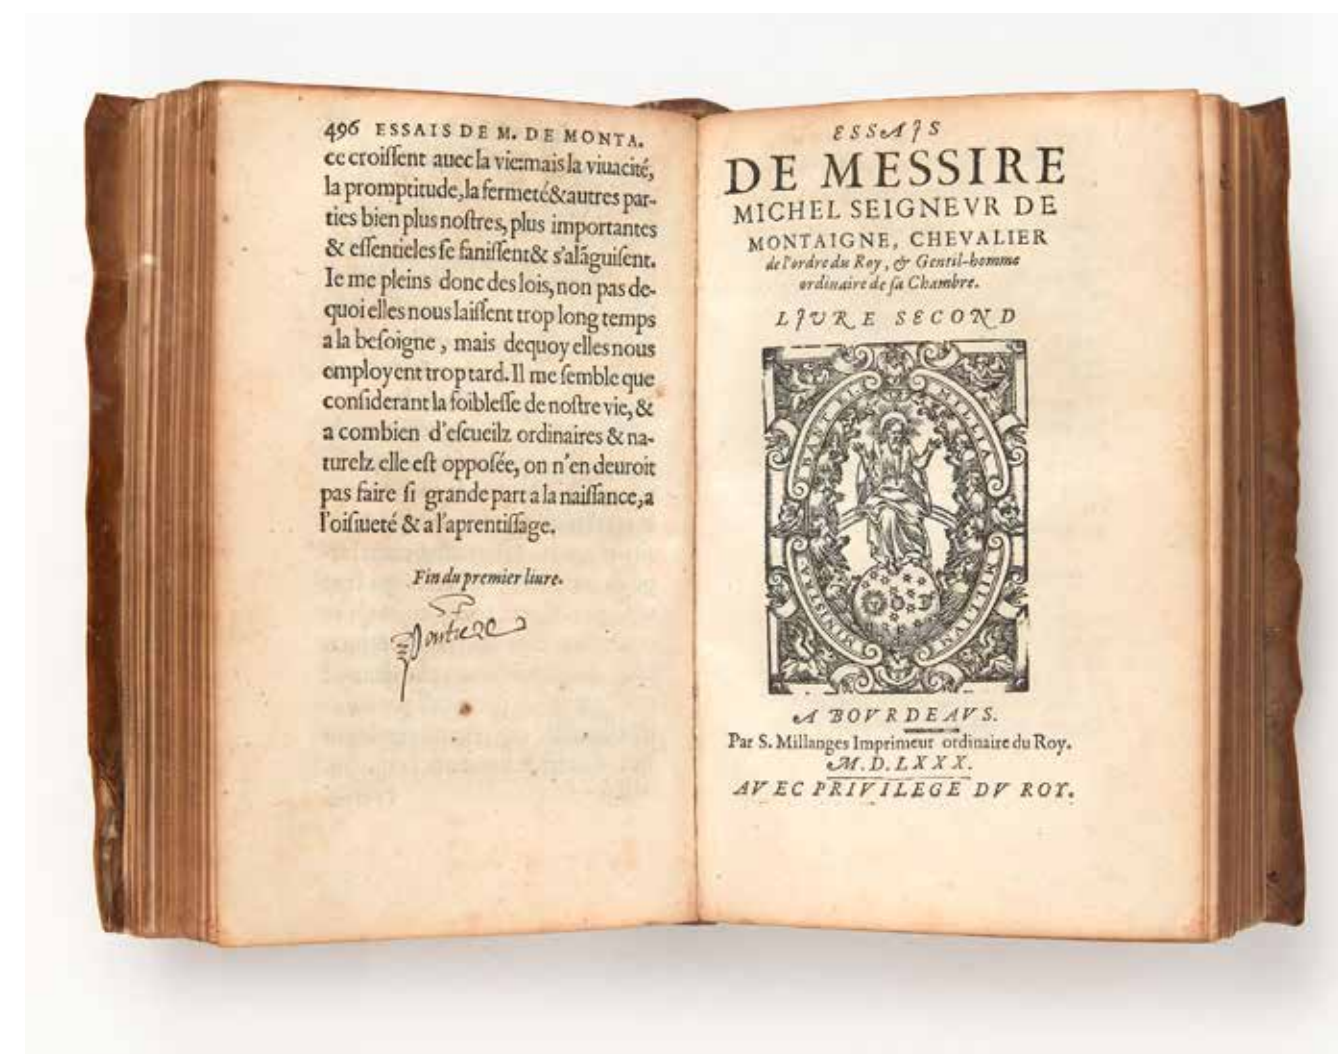 496 ESSAIS DE M. DE MONTA.
ce croiſſent auec la vie:mais la viuacité,
la promptitude,la fermeté&autres par-
ties bien plus noſtres, plus importantes
& eſſentieles ſe faniſſent& s'alãguiſent.
Ie me pleins donc des lois, non pas de-
quoi elles nous laiſſent trop long temps
a la beſoigne, mais dequoy elles nous
employent trop tard. Il me ſemble que
conſiderant la foibleſſe de noſtre vie, &
a combien d'eſcueilz ordinaires & na-
turelz elle eſt oppoſée, on n'en deuroit
pas faire ſi grande part a la naiſſance, a
l'oiſiueté & a l'aprentiſſage.
Fin du premier liure.
ESSAIS
DE MESSIRE
MICHEL SEIGNEVR DE
MONTAIGNE, CHEVALIER
de l'ordre du Roy, & Gentil-homme
ordinaire de ſa Chambre.
LIVRE SECOND
MILLIA
MILLIVM
MINISTRA
A BOVRDEAVS.
Par S. Millanges Imprimeur ordinaire du Roy.
M.D.LXXX.
AVEC PRIVILEGE DV ROY.